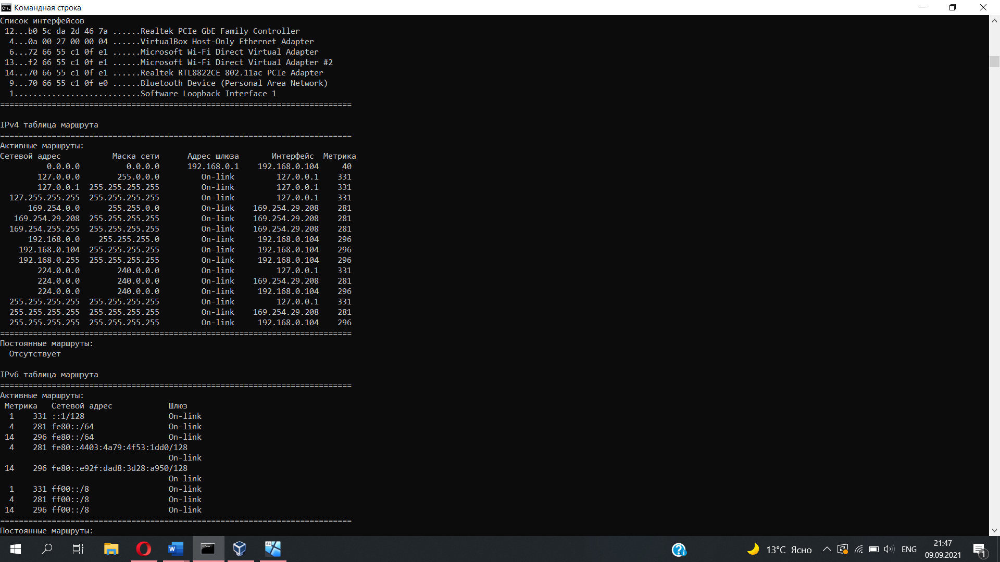 Командная строка
Список интерфейсов
 12...b0 5c da 2d 46 7a ......Realtek PCIe GbE Family Controller
  4...0a 00 27 00 00 04 ......VirtualBox Host-Only Ethernet Adapter
  6...72 66 55 c1 0f e1 ......Microsoft Wi-Fi Direct Virtual Adapter
 13...f2 66 55 c1 0f e1 ......Microsoft Wi-Fi Direct Virtual Adapter #2
 14...70 66 55 c1 0f e1 ......Realtek RTL8822CE 802.11ac PCIe Adapter
  9...70 66 55 c1 0f e0 ......Bluetooth Device (Personal Area Network)
  1...........................Software Loopback Interface 1
===========================================================================
IPv4 таблица маршрута
===========================================================================
Активные маршруты:
Сетевой адрес           Маска сети      Адрес шлюза       Интерфейс  Метрика
          0.0.0.0          0.0.0.0      192.168.0.1    192.168.0.104     40
        127.0.0.0        255.0.0.0         On-link         127.0.0.1    331
        127.0.0.1  255.255.255.255         On-link         127.0.0.1    331
  127.255.255.255  255.255.255.255         On-link         127.0.0.1    331
      169.254.0.0      255.255.0.0         On-link    169.254.29.208    281
   169.254.29.208  255.255.255.255         On-link    169.254.29.208    281
  169.254.255.255  255.255.255.255         On-link    169.254.29.208    281
      192.168.0.0    255.255.255.0         On-link     192.168.0.104    296
    192.168.0.104  255.255.255.255         On-link     192.168.0.104    296
    192.168.0.255  255.255.255.255         On-link     192.168.0.104    296
        224.0.0.0        240.0.0.0         On-link         127.0.0.1    331
        224.0.0.0        240.0.0.0         On-link    169.254.29.208    281
        224.0.0.0        240.0.0.0         On-link     192.168.0.104    296
  255.255.255.255  255.255.255.255         On-link         127.0.0.1    331
  255.255.255.255  255.255.255.255         On-link    169.254.29.208    281
  255.255.255.255  255.255.255.255         On-link     192.168.0.104    296
===========================================================================
Постоянные маршруты:
  Отсутствует
IPv6 таблица маршрута
===========================================================================
Активные маршруты:
 Метрика   Сетевой адрес            Шлюз
  1    331 ::1/128                  On-link
  4    281 fe80::/64                On-link
 14    296 fe80::/64                On-link
  4    281 fe80::4403:4a79:4f53:1dd0/128
                                    On-link
 14    296 fe80::e92f:dad8:3d28:a950/128
                                    On-link
  1    331 ff00::/8                 On-link
  4    281 ff00::/8                 On-link
 14    296 ff00::/8                 On-link
===========================================================================
Постоянные маршруты:
13°C Ясно
ENG
21:47
09.09.2021
1